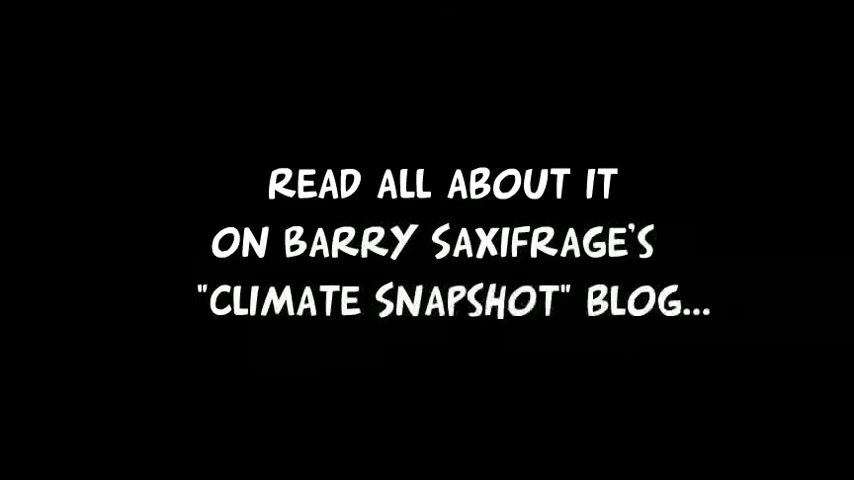 READ ALL ABOUT IT
ON BARRY SAXIFRAGE'S
"CLIMATE SNAPSHOT" BLOG...